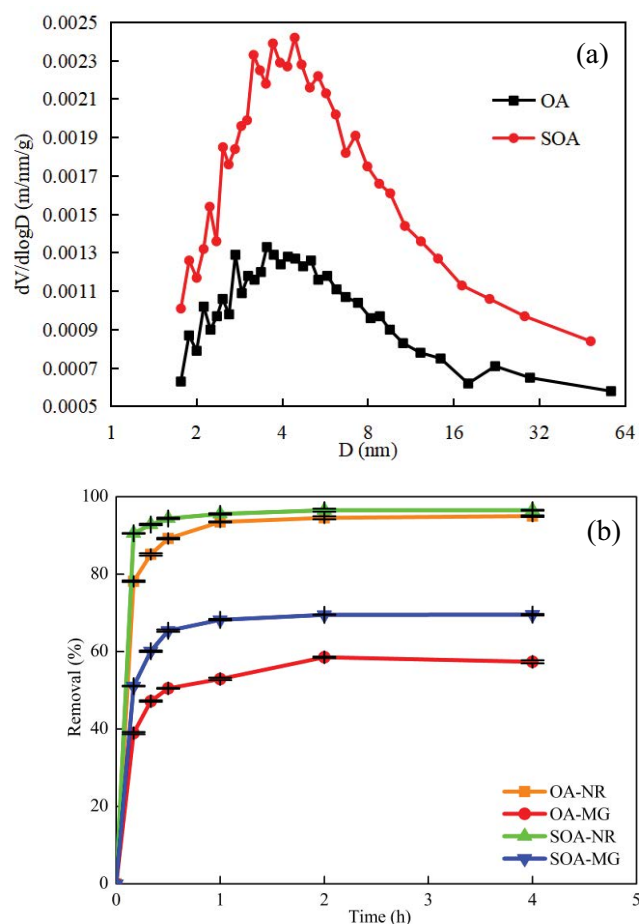 (a)
dV/dlogD (m/nm/g)
0.0025
0.0023
0.0021
0.0019
0.0017
0.0015
0.0013
0.0011
0.0009
0.0007
0.0005
OA
SOA
1 2 4 8 16 32 64
D (nm)
(b)
Removal (%)
100
80
60
40
20
0
OA-NR
OA-MG
SOA-NR
SOA-MG
0 1 2 3 4 5
Time (h)